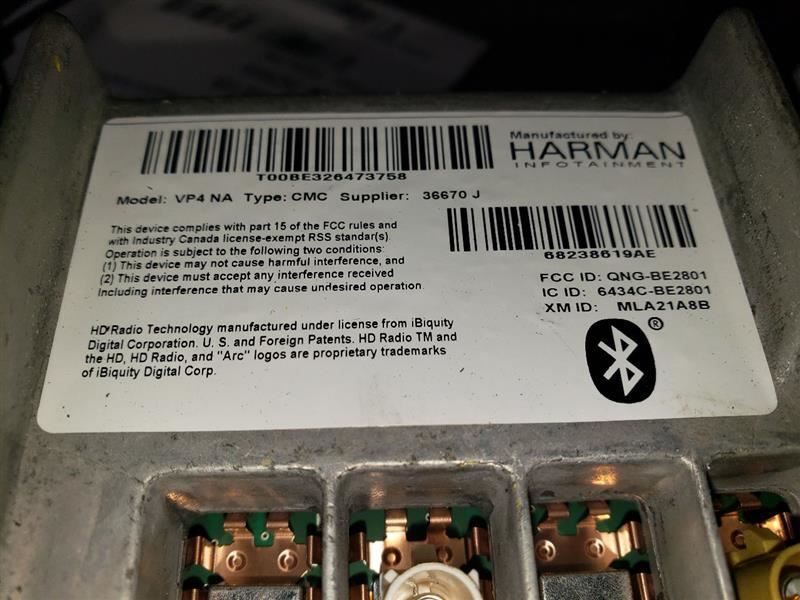 Manufactured by:
HARMAN
INFOTAINMENT
T00BE326473758
Model: VP4 NA Type: CMC Supplier: 36670 J
This device complies with part 15 of the FCC rules and
with Industry Canada license-exempt RSS standar(s).
Operation is subject to the following two conditions:
(1) This device may not cause harmful interference, and
(2) This device must accept any interference received
Including interference that may cause undesired operation.
68238619AE
FCC ID: QNG-BE2801
IC ID: 6434C-BE2801
XM ID: MLA21A8B
®
HD Radio Technology manufactured under license from iBiquity
Digital Corporation. U. S. and Foreign Patents. HD Radio TM and
the HD, HD Radio, and "Arc" logos are proprietary trademarks
of iBiquity Digital Corp.